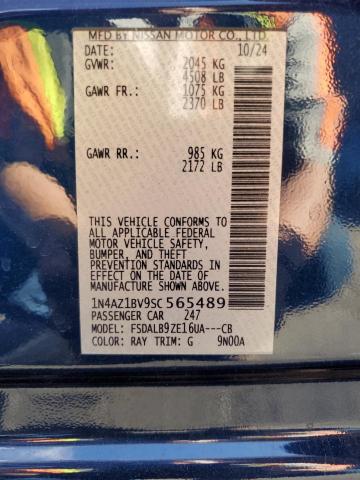 MFD BY NISSAN MOTOR CO., LTD
DATE: 10/24
GVWR: 2045 KG
4508 LB
GAWR FR: 1075 KG
2370 LB
GAWR RR: 985 KG
2172 LB
THIS VEHICLE CONFORMS TO
ALL APPLICABLE FEDERAL
MOTOR VEHICLE SAFETY,
BUMPER, AND THEFT
PREVENTION STANDARDS IN
EFFECT ON THE DATE OF
MANUFACTURE SHOWN ABOVE.
1N4AZ1BV9SC565489
PASSENGER CAR 247
MODEL: FSDALB9ZE16UA---CB
COLOR: RAY TRIM: G 9N00A